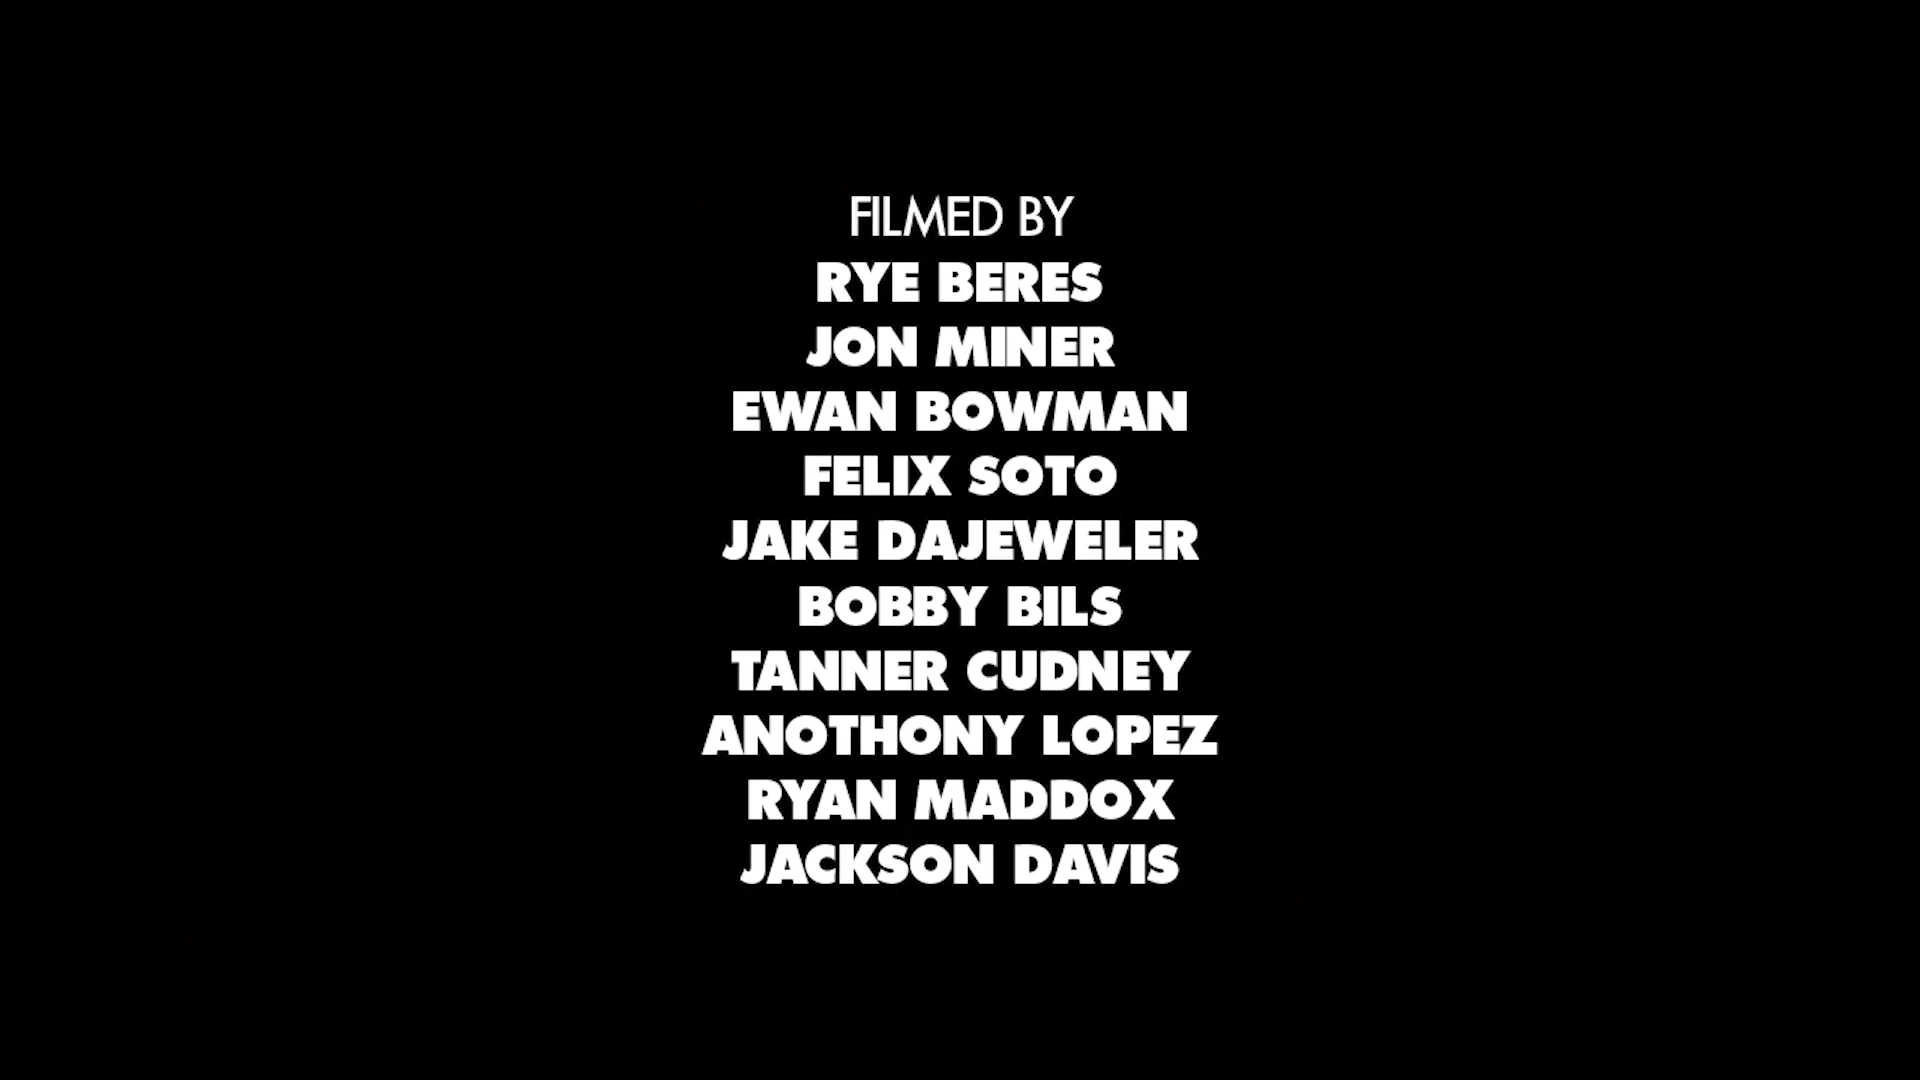 FILMED BY
RYE BERES
JON MINER
EWAN BOWMAN
FELIX SOTO
JAKE DAJEWELER
BOBBY BILS
TANNER CUDNEY
ANOTHONY LOPEZ
RYAN MADDOX
JACKSON DAVIS